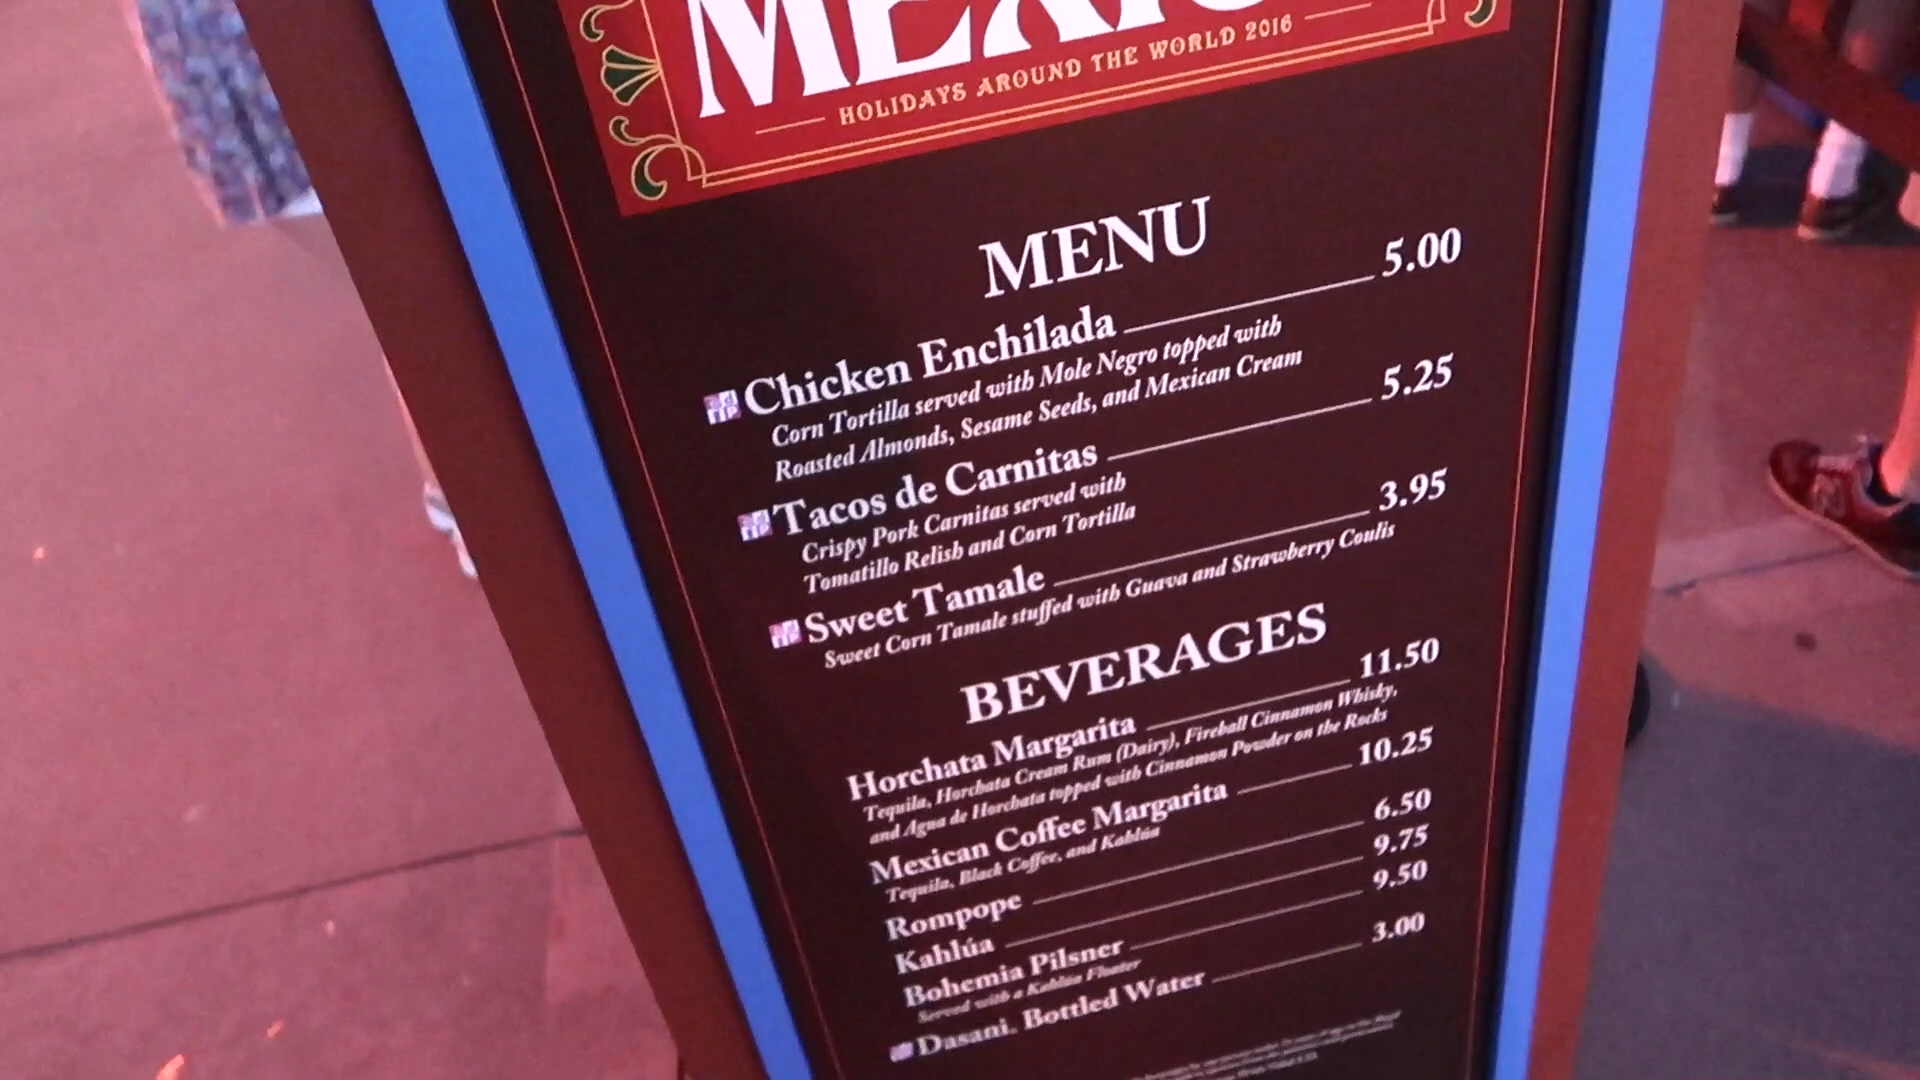 MEXICO
HOLIDAYS AROUND THE WORLD 2016
MENU
Chicken Enchilada 5.00
Corn Tortilla served with Mole Negro topped with
Roasted Almonds, Sesame Seeds, and Mexican Cream
Tacos de Carnitas 5.25
Crispy Pork Carnitas served with
Tomatillo Relish and Corn Tortilla
Sweet Tamale 3.95
Sweet Corn Tamale stuffed with Guava and Strawberry Coulis
BEVERAGES
Horchata Margarita 11.50
Tequila, Horchata Cream Rum (Dairy), Fireball Cinnamon Whisky,
and Agua de Horchata topped with Cinnamon Powder on the Rocks
Mexican Coffee Margarita 10.25
Tequila, Black Coffee, and Kahlúa
Rompope 6.50
Kahlúa 9.75
Bohemia Pilsner 9.50
Served with a Kahlúa Floater
Dasani. Bottled Water 3.00